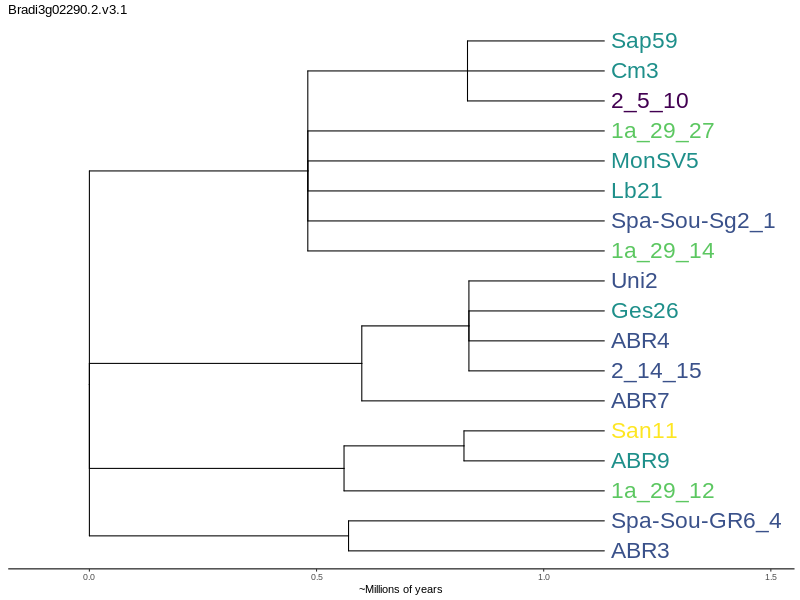 Bradi3g02290.2.v3.1
Sap59
Cm3
2_5_10
1a_29_27
MonSV5
Lb21
Spa-Sou-Sg2_1
1a_29_14
Uni2
Ges26
ABR4
2_14_15
ABR7
San11
ABR9
1a_29_12
Spa-Sou-GR6_4
ABR3
0.0 0.5 1.0 1.5
~Millions of years